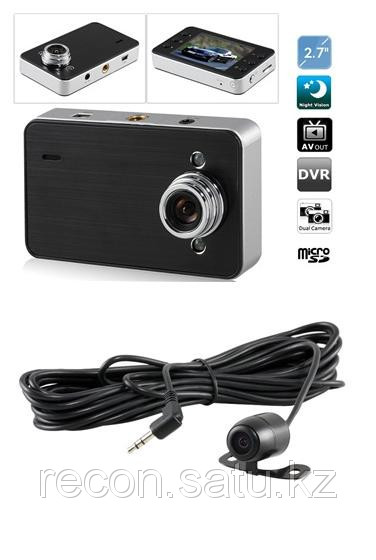 2.7"
Night Vision
AV OUT
DVR
Dual Camera
micro
SD
recon.satu.kz